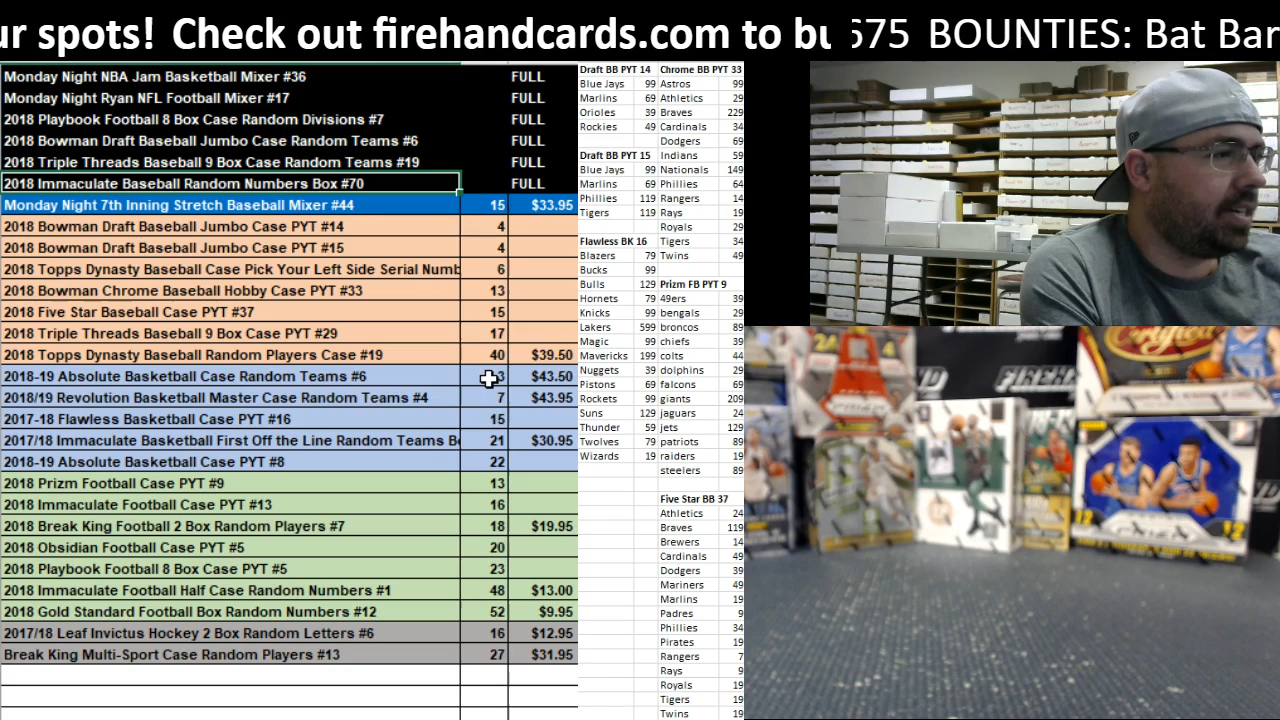 ur spots! Check out firehandcards.com to bu
675 BOUNTIES: Bat Bar
Monday Night NBA Jam Basketball Mixer #36 FULL
Monday Night Ryan NFL Football Mixer #17 FULL
2018 Playbook Football 8 Box Case Random Divisions #7 FULL
2018 Bowman Draft Baseball Jumbo Case Random Teams #6 FULL
2018 Triple Threads Baseball 9 Box Case Random Teams #19 FULL
2018 Immaculate Baseball Random Numbers Box #70 FULL
Monday Night 7th Inning Stretch Baseball Mixer #44 15 $33.95
2018 Bowman Draft Baseball Jumbo Case PYT #14 4
2018 Bowman Draft Baseball Jumbo Case PYT #15 4
2018 Topps Dynasty Baseball Case Pick Your Left Side Serial Numb 6
2018 Bowman Chrome Baseball Hobby Case PYT #33 13
2018 Five Star Baseball Case PYT #37 15
2018 Triple Threads Baseball 9 Box Case PYT #29 17
2018 Topps Dynasty Baseball Random Players Case #19 40 $39.50
2018-19 Absolute Basketball Case Random Teams #6 3 $43.50
2018/19 Revolution Basketball Master Case Random Teams #4 7 $43.95
2017-18 Flawless Basketball Case PYT #16 15
2017/18 Immaculate Basketball First Off the Line Random Teams Bo 21 $30.95
2018-19 Absolute Basketball Case PYT #8 22
2018 Prizm Football Case PYT #9 13
2018 Immaculate Football Case PYT #13 16
2018 Break King Football 2 Box Random Players #7 18 $19.95
2018 Obsidian Football Case PYT #5 20
2018 Playbook Football 8 Box Case PYT #5 23
2018 Immaculate Football Half Case Random Numbers #1 48 $13.00
2018 Gold Standard Football Box Random Numbers #12 52 $9.95
2017/18 Leaf Invictus Hockey 2 Box Random Letters #6 16 $12.95
Break King Multi-Sport Case Random Players #13 27 $31.95
Draft BB PYT 14
Blue Jays 99
Marlins 69
Orioles 39
Rockies 49
Draft BB PYT 15
Blue Jays 99
Marlins 69
Phillies 119
Tigers 119
Flawless BK 16
Blazers 79
Bucks 99
Bulls 129
Hornets 79
Knicks 99
Lakers 599
Magic 99
Mavericks 199
Nuggets 39
Pistons 69
Rockets 99
Suns 129
Thunder 59
Twolves 79
Wizards 19
Chrome BB PYT 33
Astros 99
Athletics 29
Braves 229
Cardinals 34
Dodgers 69
Indians 59
Nationals 149
Phillies 64
Rangers 14
Rays 19
Royals 29
Tigers 34
Twins 49
Prizm FB PYT 9
49ers 39
bengals 29
broncos 89
chiefs 39
colts 44
dolphins 29
falcons 69
giants 209
jaguars 24
jets 129
patriots 89
raiders 19
steelers 89
Five Star BB 37
Athletics 24
Braves 119
Brewers 14
Cardinals 49
Dodgers 39
Mariners 49
Marlins 19
Padres 9
Phillies 34
Pirates 19
Rangers 7
Rays 9
Royals 19
Tigers 19
Twins 19